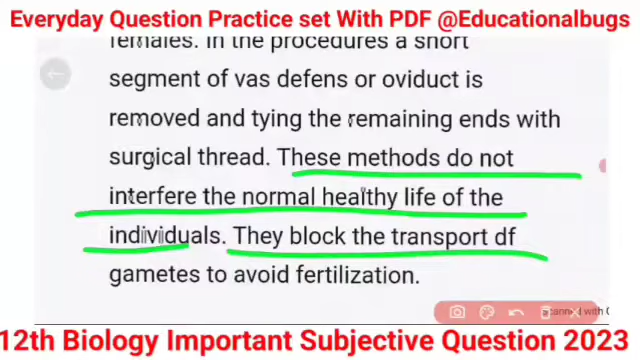 Everyday Question Practice set With PDF @Educationalbugs
females. In the procedures a short
segment of vas defens or oviduct is
removed and tying the remaining ends with
surgical thread. These methods do not
interfere the normal healthy life of the
individuals. They block the transport df
gametes to avoid fertilization.
with
12th Biology Important Subjective Question 2023